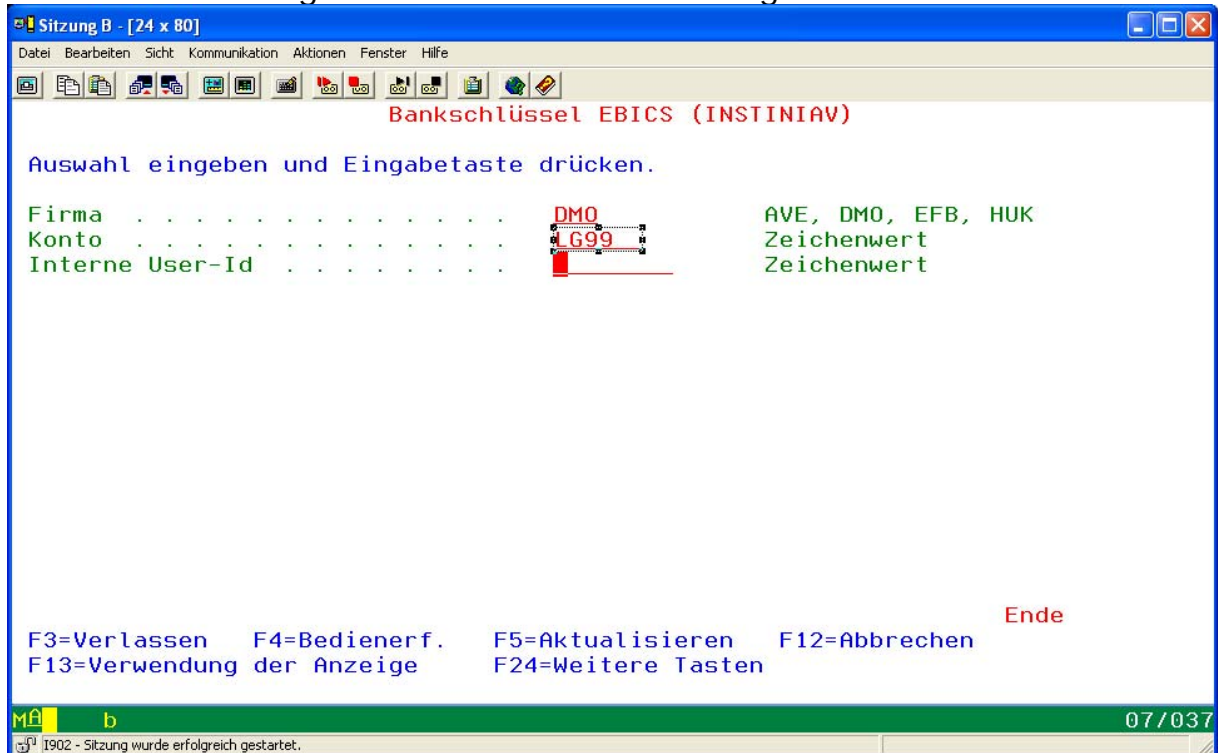 Sitzung B - [24 x 80]
Datei Bearbeiten Sicht Kommunikation Aktionen Fenster Hilfe
Bankschlüssel EBICS (INSTINIAV)
Auswahl eingeben und Eingabetaste drücken.
Firma . . . . . . . . . . . . . DMO AVE, DMO, EFB, HUK
Konto . . . . . . . . . . . . . LG99 Zeichenwert
Interne User-Id . . . . . . . . Zeichenwert
Ende
F3=Verlassen F4=Bedienerf. F5=Aktualisieren F12=Abbrechen
F13=Verwendung der Anzeige F24=Weitere Tasten
MA b 07/037
I902 - Sitzung wurde erfolgreich gestartet.